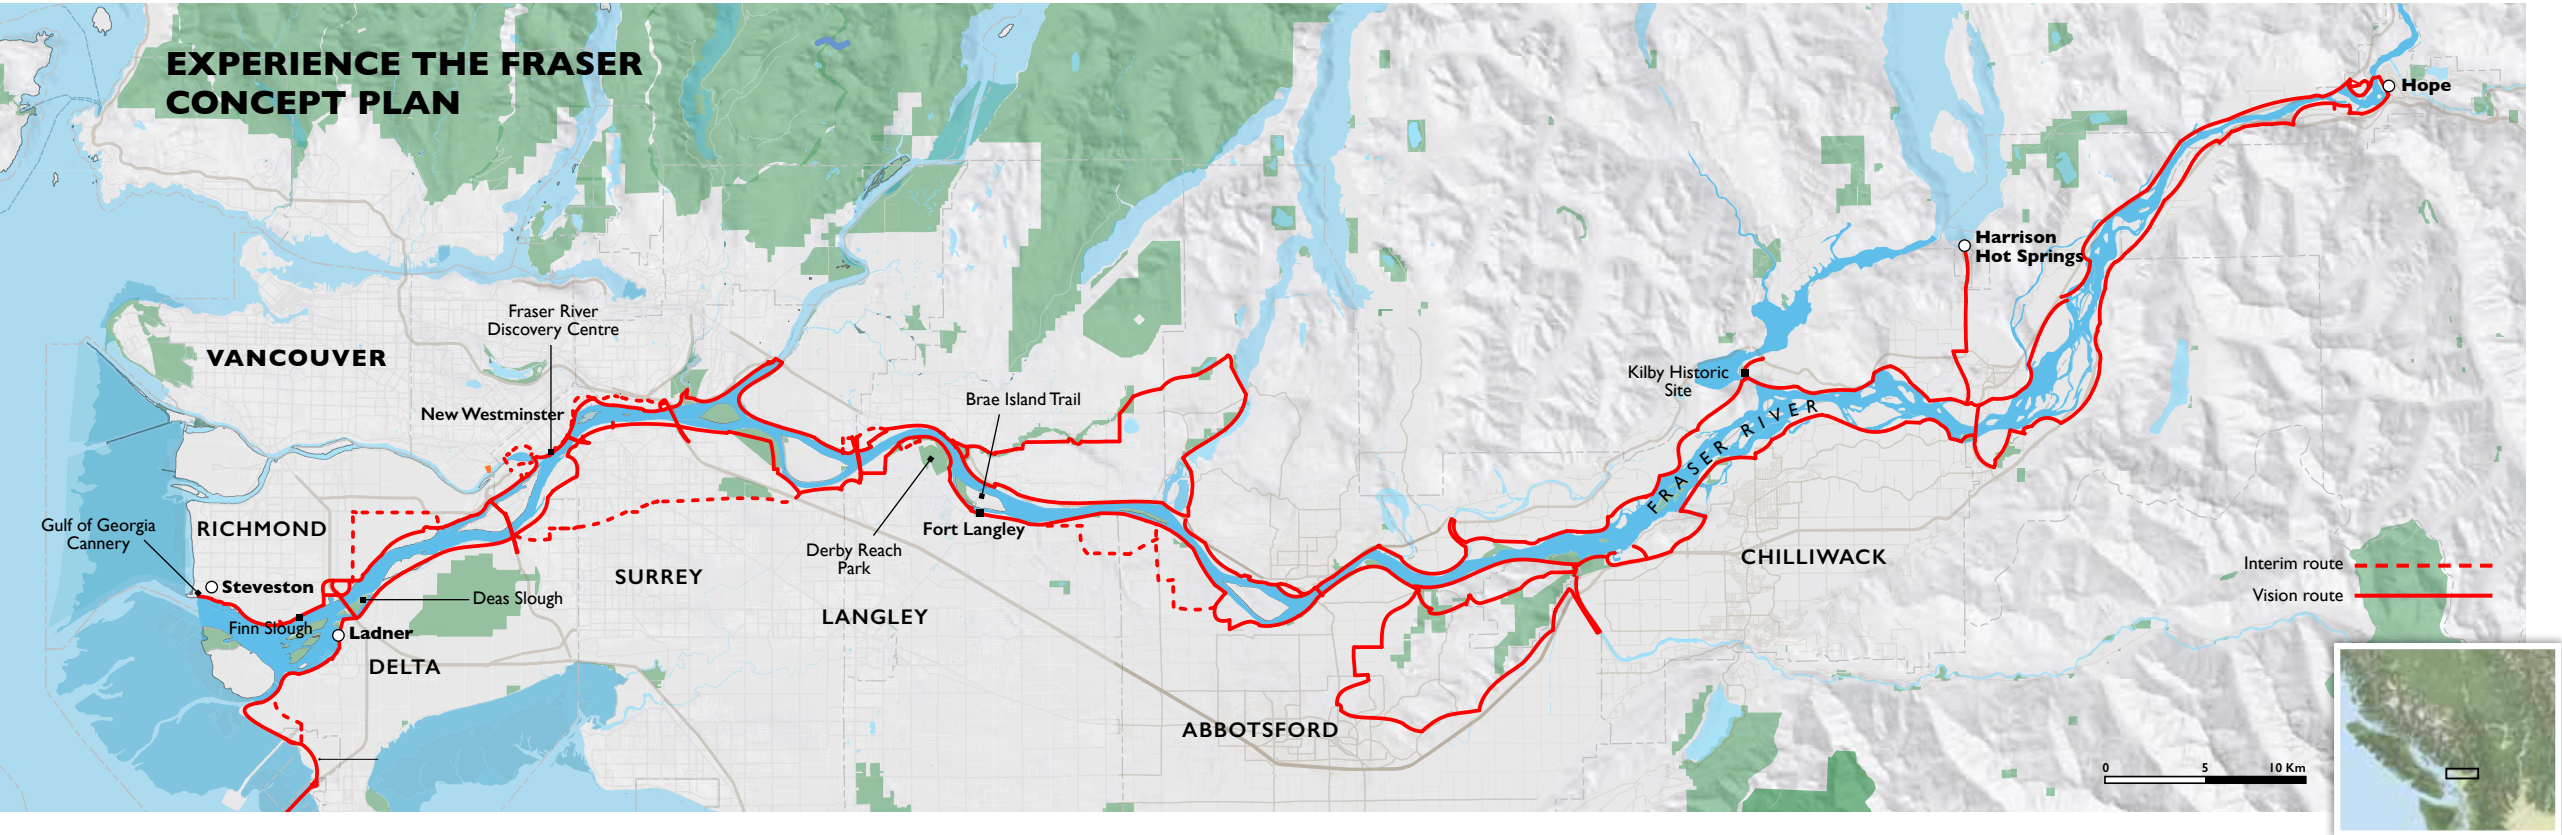 EXPERIENCE THE FRASER
CONCEPT PLAN
Hope
Harrison
Hot Springs
Fraser River
Discovery Centre
VANCOUVER
Kilby Historic
Site
Brae Island Trail
New Westminster
FRASER RIVER
Gulf of Georgia
Cannery
RICHMOND
Fort Langley
Derby Reach
Park
CHILLIWACK
Interim route
Vision route
SURREY
Steveston
Deas Slough
LANGLEY
Finn Slough
Ladner
DELTA
ABBOTSFORD
0 5 10 Km